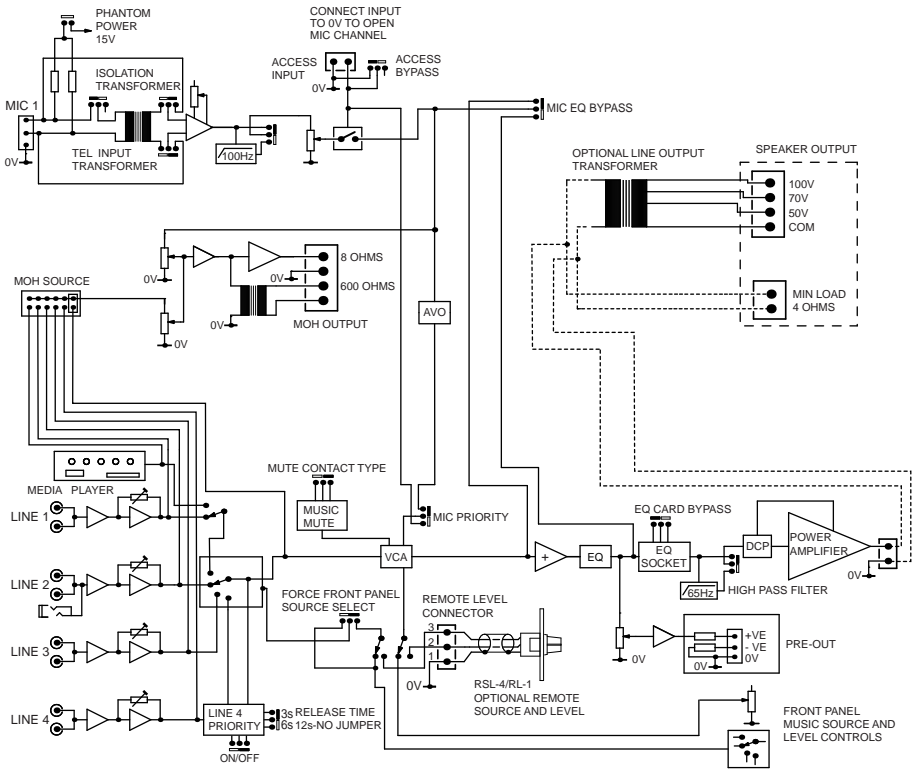 PHANTOM
POWER
15V
CONNECT INPUT
TO 0V TO OPEN
MIC CHANNEL
ISOLATION
TRANSFORMER
ACCESS
INPUT
ACCESS
BYPASS
0V
MIC 1
MIC EQ BYPASS
100Hz
TEL INPUT
TRANSFORMER
0V
OPTIONAL LINE OUTPUT
TRANSFORMER
SPEAKER OUTPUT
100V
70V
50V
COM
8 OHMS
0V
0V
600 OHMS
MOH SOURCE
MIN LOAD
4 OHMS
AVO
0V
MOH OUTPUT
0V
MEDIA PLAYER
MUTE CONTACT TYPE
MUSIC
MUTE
MIC PRIORITY
EQ CARD BYPASS
LINE 1
VCA
+
EQ
EQ
SOCKET
DCP
POWER
AMPLIFIER
0V
LINE 2
65Hz
HIGH PASS FILTER
FORCE FRONT PANEL
SOURCE SELECT
REMOTE LEVEL
CONNECTOR
3
2
1
LINE 3
0V
+VE
- VE
0V
0V
PRE-OUT
0V
RSL-4/RL-1
OPTIONAL REMOTE
SOURCE AND LEVEL
LINE 4
LINE 4
PRIORITY
3s RELEASE TIME
6s 12s-NO JUMPER
ON/OFF
FRONT PANEL
MUSIC SOURCE AND
LEVEL CONTROLS